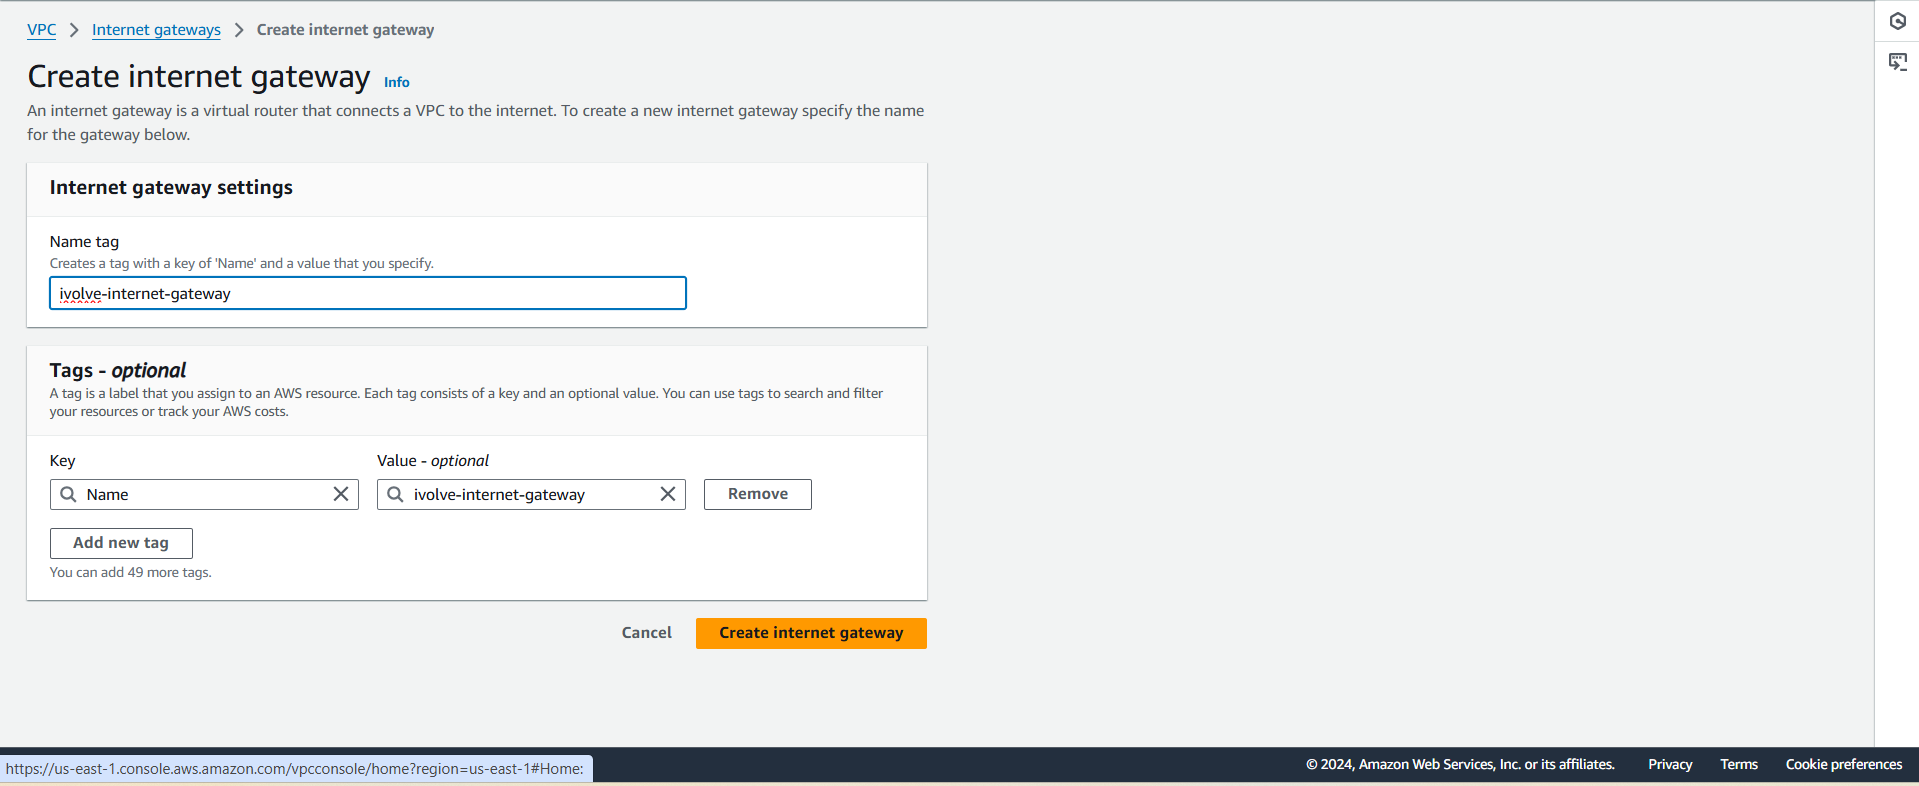 VPC > Internet gateways > Create internet gateway
Create internet gateway Info
An internet gateway is a virtual router that connects a VPC to the internet. To create a new internet gateway specify the name
for the gateway below.
Internet gateway settings
Name tag
Creates a tag with a key of 'Name' and a value that you specify.
ivolve-internet-gateway
Tags - optional
A tag is a label that you assign to an AWS resource. Each tag consists of a key and an optional value. You can use tags to search and filter
your resources or track your AWS costs.
Key Value - optional
Name ivolve-internet-gateway Remove
Add new tag
You can add 49 more tags.
Cancel Create internet gateway
© 2024, Amazon Web Services, Inc. or its affiliates. Privacy Terms Cookie preferences
https://us-east-1.console.aws.amazon.com/vpcconsole/home?region=us-east-1#Home: